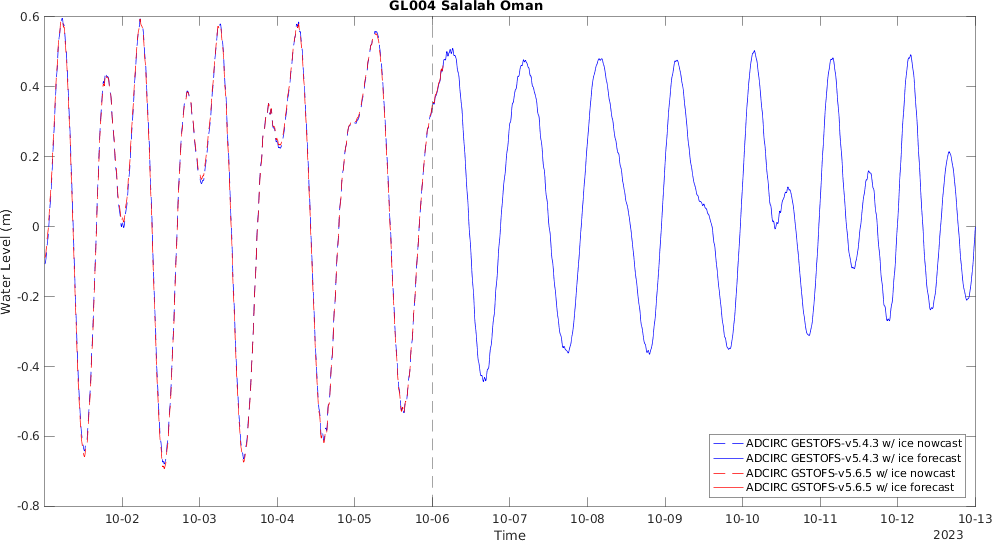 GL004 Salalah Oman
Water Level (m)
0.6
0.4
0.2
0
-0.2
-0.4
-0.6
-0.8
ADCIRC GESTOFS-v5.4.3 w/ ice nowcast
ADCIRC GESTOFS-v5.4.3 w/ ice forecast
ADCIRC GSTOFS-v5.6.5 w/ ice nowcast
ADCIRC GSTOFS-v5.6.5 w/ ice forecast
10-02 10-03 10-04 10-05 10-06 10-07 10-08 10-09 10-10 10-11 10-12 10-13
Time
2023